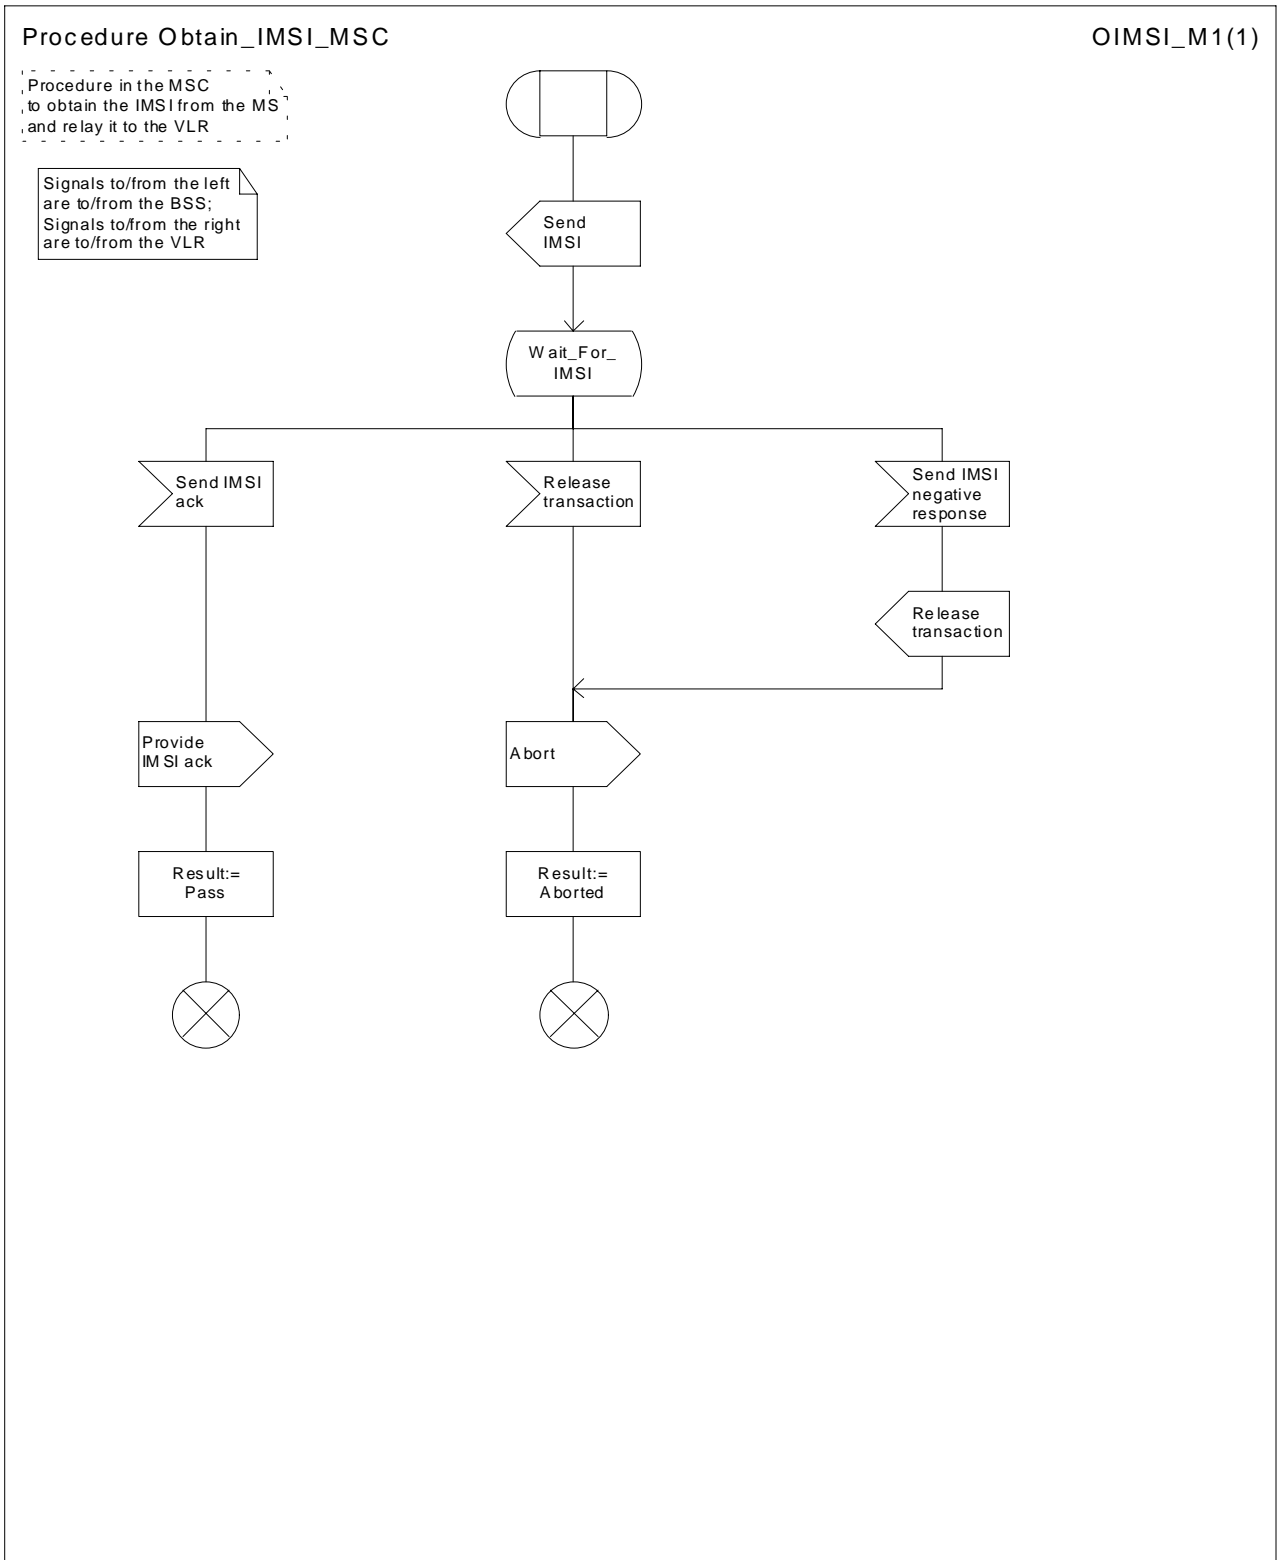 Procedure Obtain_IMSI_MSC
OIMSI_M1(1)
Procedure in the MSC
to obtain the IMSI from the MS
and relay it to the VLR
Signals to/from the left
are to/from the BSS;
Signals to/from the right
are to/from the VLR
Send
IMSI
Wait_For_
IMSI
Send IMSI
ack
Release
transaction
Send IMSI
negative
response
Release
transaction
Provide
IMSI ack
Abort
Result:=
Pass
Result:=
Aborted